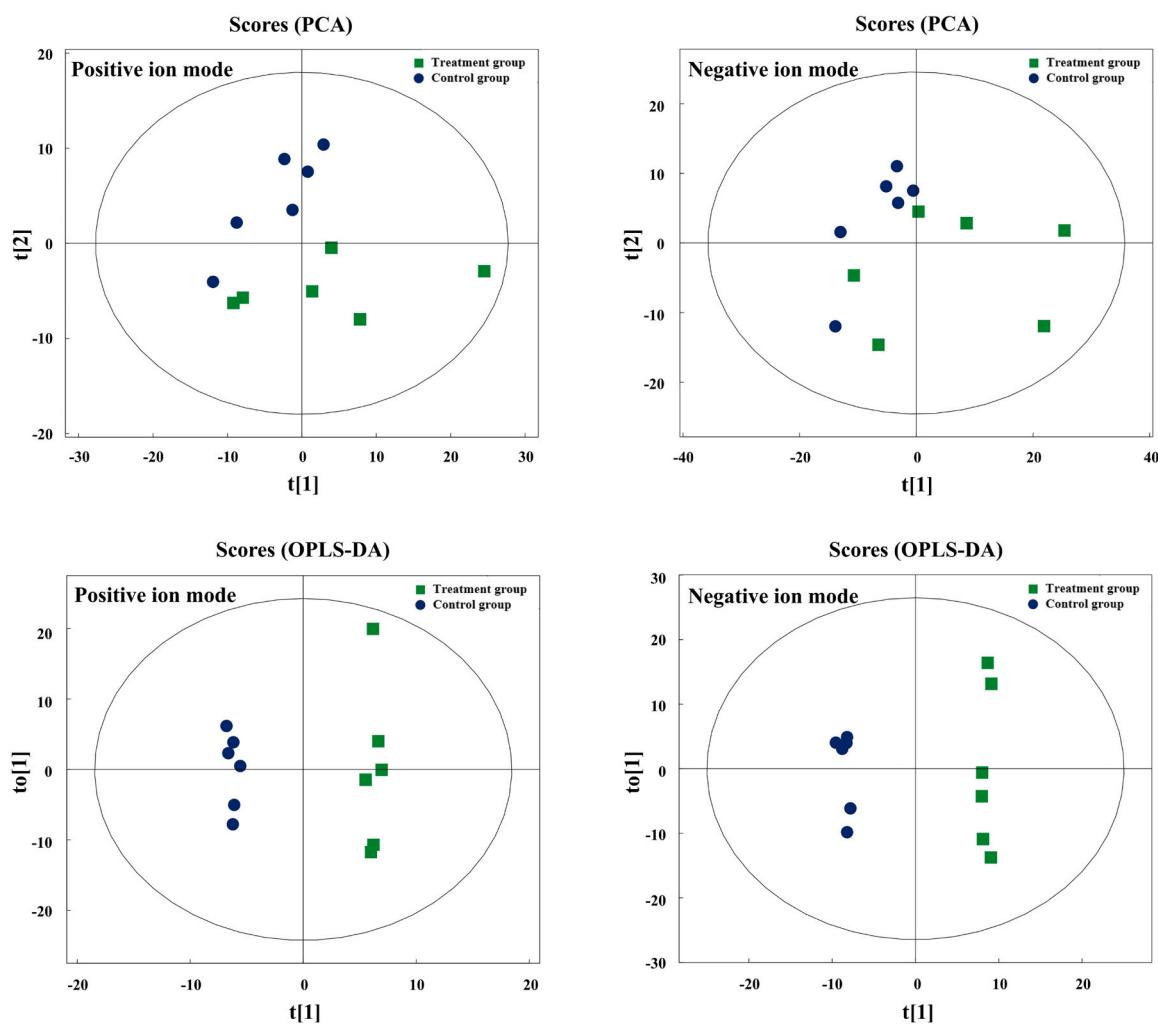 Scores (PCA)
Positive ion mode
Treatment group
Control group
20
10
0
-10
-20
t[2]
-30
-20
-10
0
10
20
30
t[1]
Scores (PCA)
Negative ion mode
Treatment group
Control group
20
10
0
-10
-20
t[2]
-40
-20
0
20
40
t[1]
Scores (OPLS-DA)
Positive ion mode
Treatment group
Control group
20
10
0
-10
-20
to[1]
-20
-10
0
10
20
t[1]
Scores (OPLS-DA)
Negative ion mode
Treatment group
Control group
30
20
10
0
-10
-20
-30
to[1]
-20
-10
0
10
20
t[1]